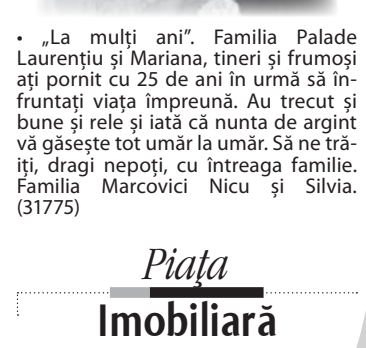 • „La mulți ani”. Familia Palade
Laurențiu și Mariana, tineri și frumoși
ați pornit cu 25 de ani în urmă să în-
fruntați viața împreună. Au trecut și
bune și rele și iată că nunta de argint
vă găsește tot umăr la umăr. Să ne tră-
iți, dragi nepoți, cu întreaga familie.
Familia Marcovici Nicu și Silvia.
(31775)
Piaţa
Imobiliară